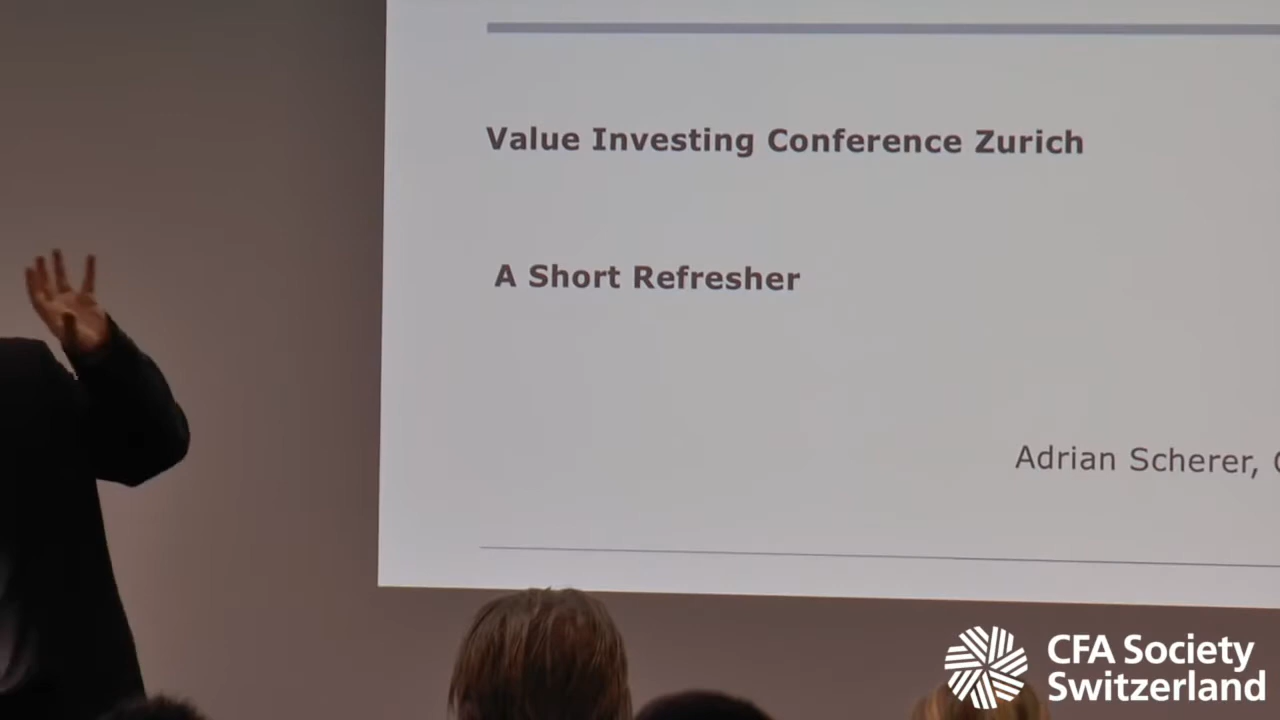 Value Investing Conference Zurich
A Short Refresher
Adrian Scherer,
CFA Society
Switzerland